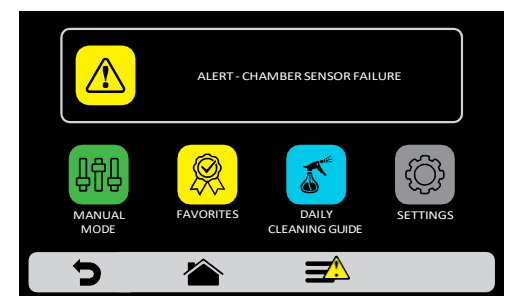 ALERT - CHAMBER SENSOR FAILURE
MANUAL
MODE
FAVORITES
DAILY
CLEANING GUIDE
SETTINGS